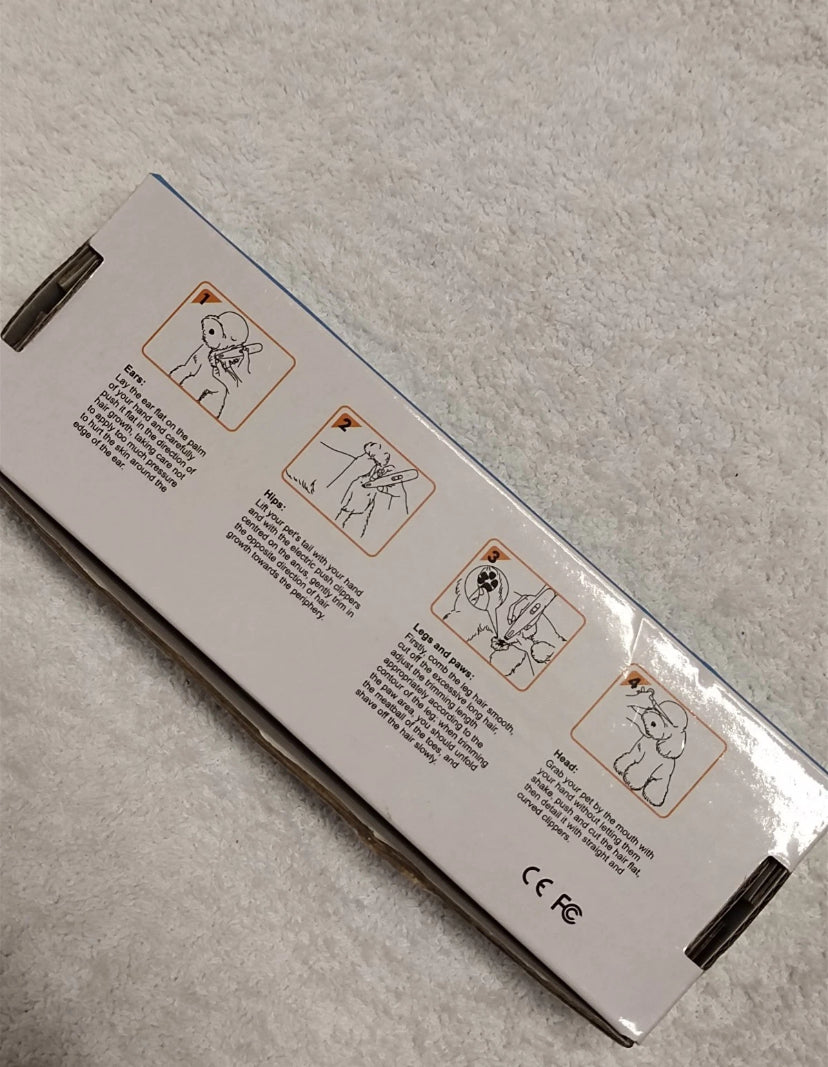 1
Ears:
Lay the ear flat on the palm
of your hand and carefully
push it flat in the direction of
hair growth, taking care not
to apply too much pressure
to hurt the skin around the
edge of the ear.
2
Hips:
Lift your pet's tail with your hand
and with the electric push clippers
centred on the anus, gently trim in
the opposite direction of hair
growth towards the periphery.
3
Legs and paws:
Firstly, comb the leg hair smooth,
cut off the excessive long hair,
adjust the trimming length
appropriately according to the
contour of the leg; when trimming
the paw area, you should unfold
the meatball of the toes, and
shave off the hair slowly.
4
Head:
Grab your pet by the mouth with
your hand without letting them
shake, push and cut the hair flat,
then detail it with straight and
curved clippers.
CE FC